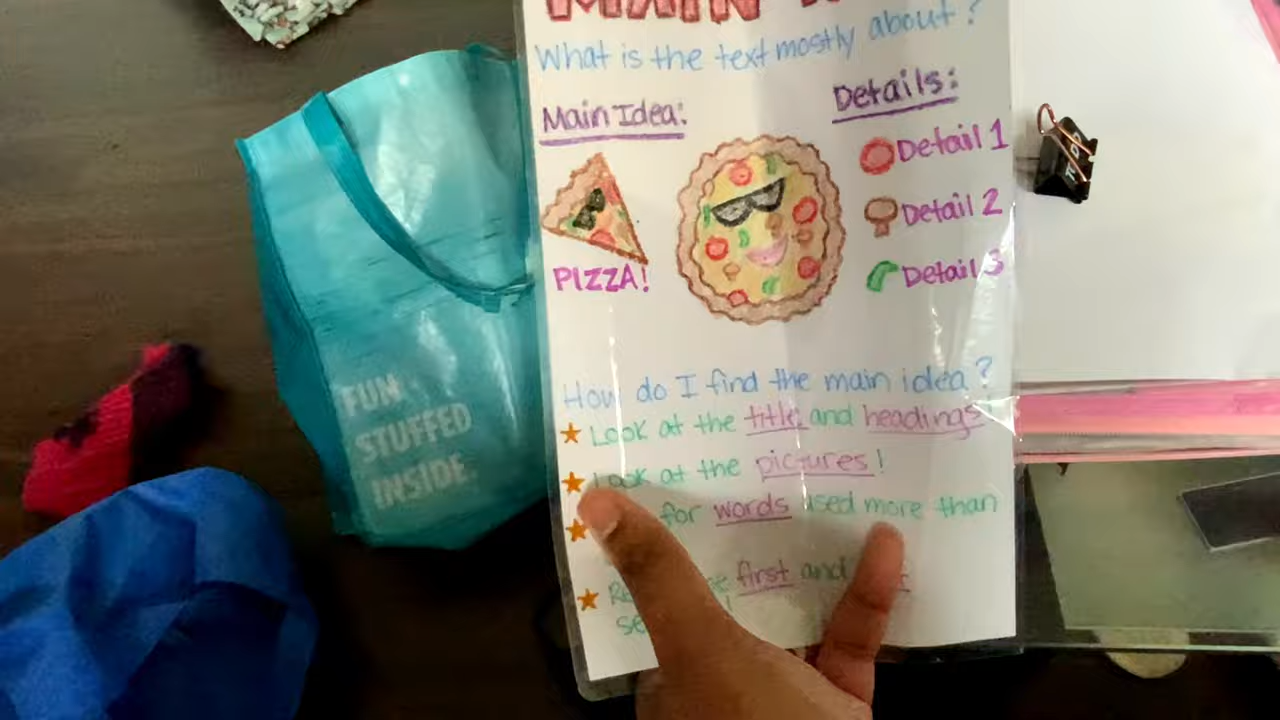 MAIN
What is the text mostly about?
Main Idea:
Details:
Detail 1
Detail 2
Detail 3
PIZZA!
How do I find the main idea?
Look at the title and headings
Look at the pictures!
for words used more than
first and
FUN
STUFFED
INSIDE